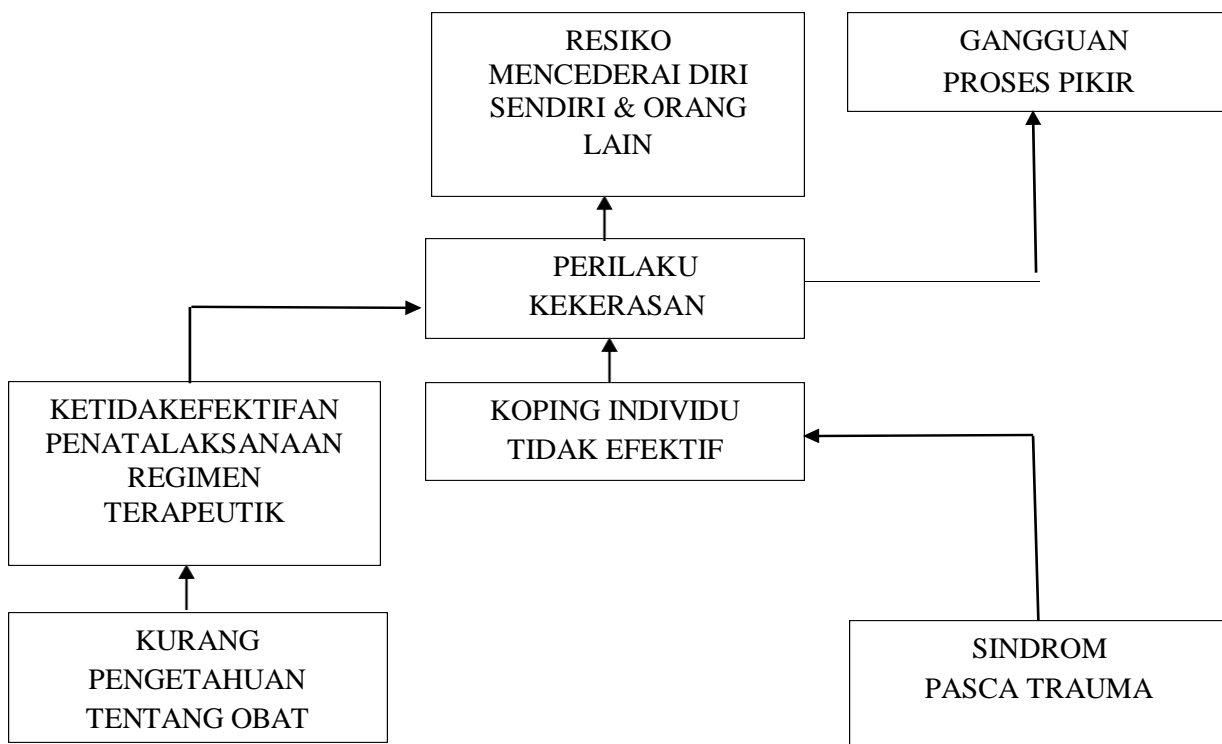 RESIKO
MENCEDERAI DIRI
SENDIRI & ORANG
LAIN
GANGGUAN
PROSES PIKIR
PERILAKU
KEKERASAN
KETIDAKEFEKTIFAN
PENATALAKSANAAN
REGIMEN
TERAPEUTIK
KOPING INDIVIDU
TIDAK EFEKTIF
KURANG
PENGETAHUAN
TENTANG OBAT
SINDROM
PASCA TRAUMA